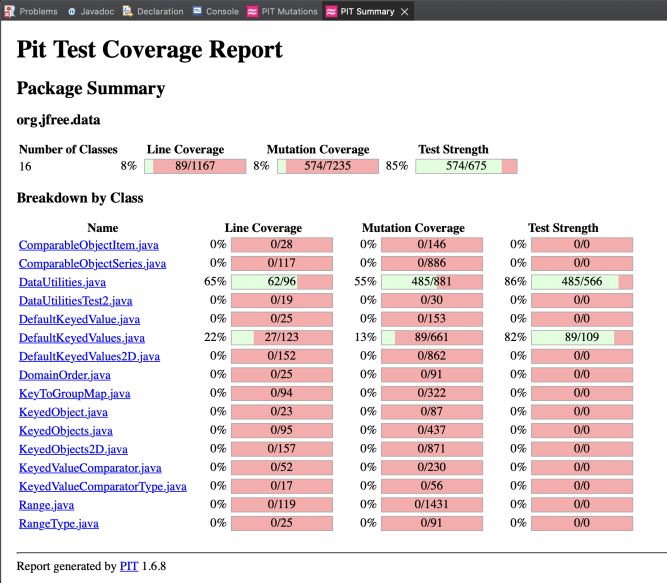 Problems Javadoc Declaration Console PIT Mutations PIT Summary
Pit Test Coverage Report
Package Summary
org.jfree.data
Number of Classes Line Coverage Mutation Coverage Test Strength
16 8% 89/1167 8% 574/7235 85% 574/675
Breakdown by Class
Name Line Coverage Mutation Coverage Test Strength
ComparableObjectItem.java 0% 0/28 0% 0/146 0% 0/0
ComparableObjectSeries.java 0% 0/117 0% 0/886 0% 0/0
DataUtilities.java 65% 62/96 55% 485/881 86% 485/566
DataUtilitiesTest2.java 0% 0/19 0% 0/30 0% 0/0
DefaultKeyedValue.java 0% 0/25 0% 0/153 0% 0/0
DefaultKeyedValues.java 22% 27/123 13% 89/661 82% 89/109
DefaultKeyedValues2D.java 0% 0/152 0% 0/862 0% 0/0
DomainOrder.java 0% 0/25 0% 0/91 0% 0/0
KeyToGroupMap.java 0% 0/94 0% 0/322 0% 0/0
KeyedObject.java 0% 0/23 0% 0/87 0% 0/0
KeyedObjects.java 0% 0/95 0% 0/437 0% 0/0
KeyedObjects2D.java 0% 0/157 0% 0/871 0% 0/0
KeyedValueComparator.java 0% 0/52 0% 0/230 0% 0/0
KeyedValueComparatorType.java 0% 0/17 0% 0/56 0% 0/0
Range.java 0% 0/119 0% 0/1431 0% 0/0
RangeType.java 0% 0/25 0% 0/91 0% 0/0
Report generated by PIT 1.6.8